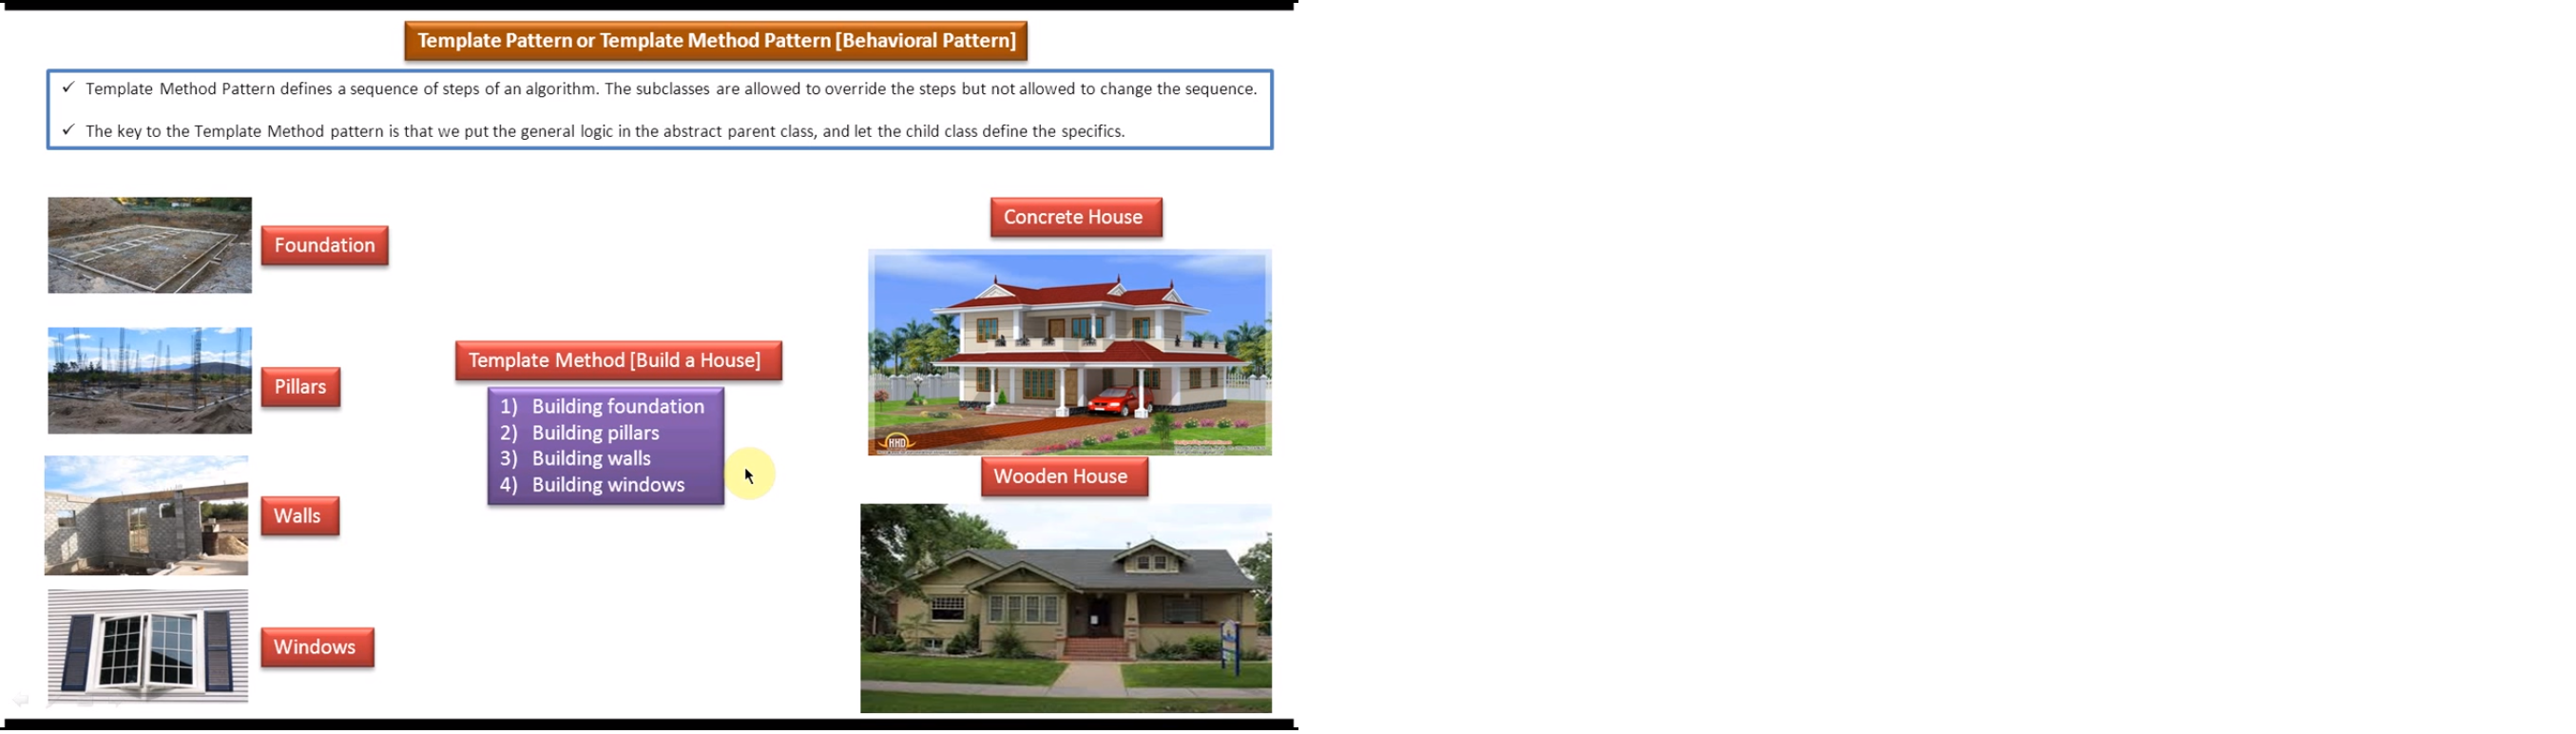 Template Pattern or Template Method Pattern [Behavioral Pattern]
✓ Template Method Pattern defines a sequence of steps of an algorithm. The subclasses are allowed to override the steps but not allowed to change the sequence.
✓ The key to the Template Method pattern is that we put the general logic in the abstract parent class, and let the child class define the specifics.
Foundation
Pillars
Walls
Windows
Template Method [Build a House]
1) Building foundation
2) Building pillars
3) Building walls
4) Building windows
Concrete House
HHD
Wooden House